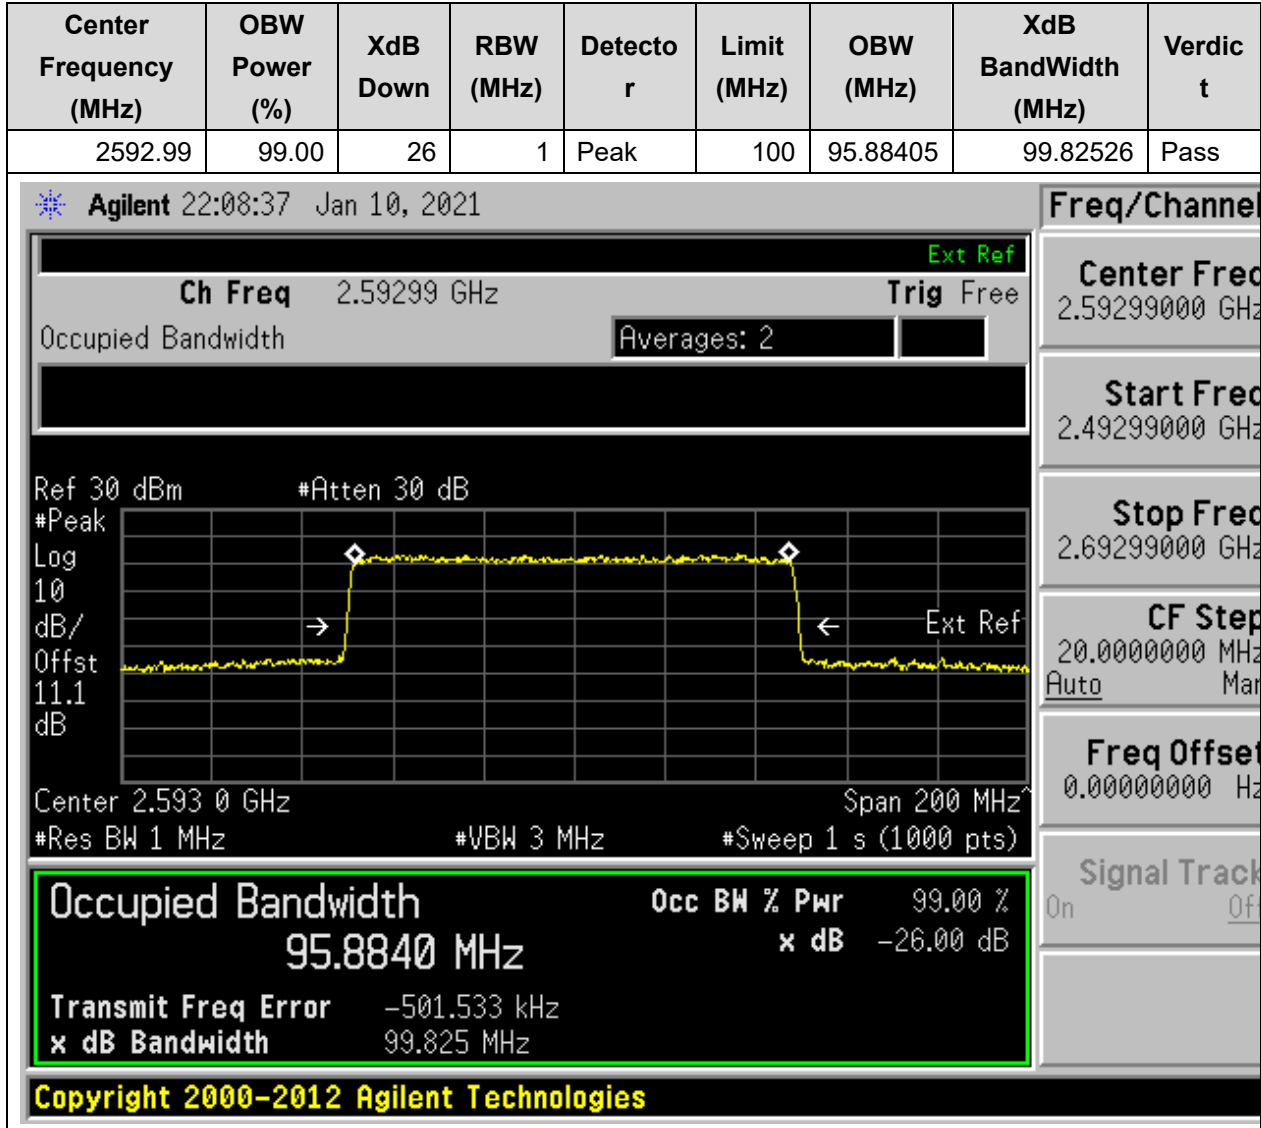 Center Frequency (MHz) OBW Power (%) XdB Down RBW (MHz) Detector Limit (MHz) OBW (MHz) XdB BandWidth (MHz) Verdict
2592.99 99.00 26 1 Peak 100 95.88405 99.82526 Pass
Agilent 22:08:37 Jan 10, 2021
Freq/Channel
Ext Ref
Ch Freq 2.59299 GHz Trig Free
Occupied Bandwidth Averages: 2
Center Freq
2.59299000 GHz
Start Freq
2.49299000 GHz
Stop Freq
2.69299000 GHz
CF Step
20.0000000 MHz
Auto Man
Freq Offset
0.00000000 Hz
Signal Track
On Off
Ref 30 dBm #Atten 30 dB
#Peak
Log
10
dB/
Offst
11.1
dB
Ext Ref
Center 2.593 0 GHz Span 200 MHz^
#Res BW 1 MHz #VBW 3 MHz #Sweep 1 s (1000 pts)
Occupied Bandwidth
95.8840 MHz
Occ BW % Pwr 99.00 %
x dB -26.00 dB
Transmit Freq Error -501.533 kHz
x dB Bandwidth 99.825 MHz
Copyright 2000-2012 Agilent Technologies